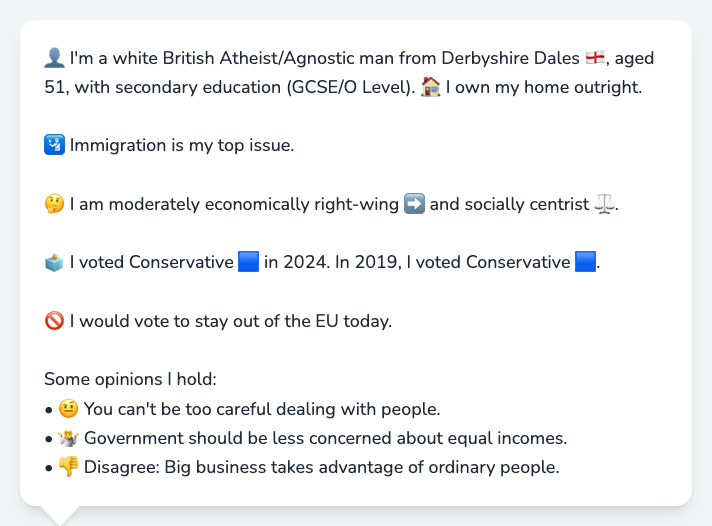 👤 I'm a white British Atheist/Agnostic man from Derbyshire Dales 🏴󠁧󠁢󠁥󠁮󠁧󠁿, aged
51, with secondary education (GCSE/O Level). 🏠 I own my home outright.
🛂 Immigration is my top issue.
🤔 I am moderately economically right-wing ➡️ and socially centrist ⚖️.
🗳️ I voted Conservative 🟦 in 2024. In 2019, I voted Conservative 🟦.
🚫 I would vote to stay out of the EU today.
Some opinions I hold:
• 🤨 You can't be too careful dealing with people.
• 🤷 Government should be less concerned about equal incomes.
• 👎 Disagree: Big business takes advantage of ordinary people.